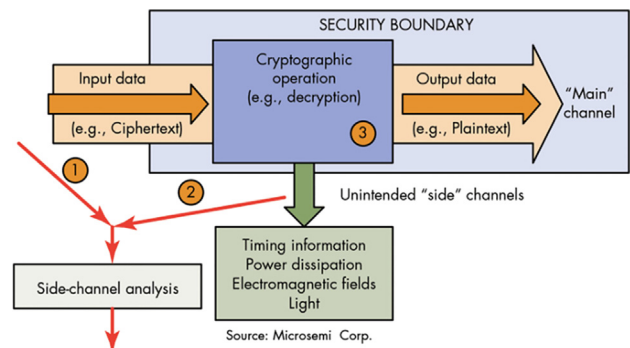 SECURITY BOUNDARY
Cryptographic
operation
(e.g., decryption)
3
Input data
(e.g., Ciphertext)
Output data
(e.g., Plaintext)
“Main”
channel
1
2
Unintended “side” channels
Timing information
Power dissipation
Electromagnetic fields
Light
Side-channel analysis
Source: Microsemi Corp.